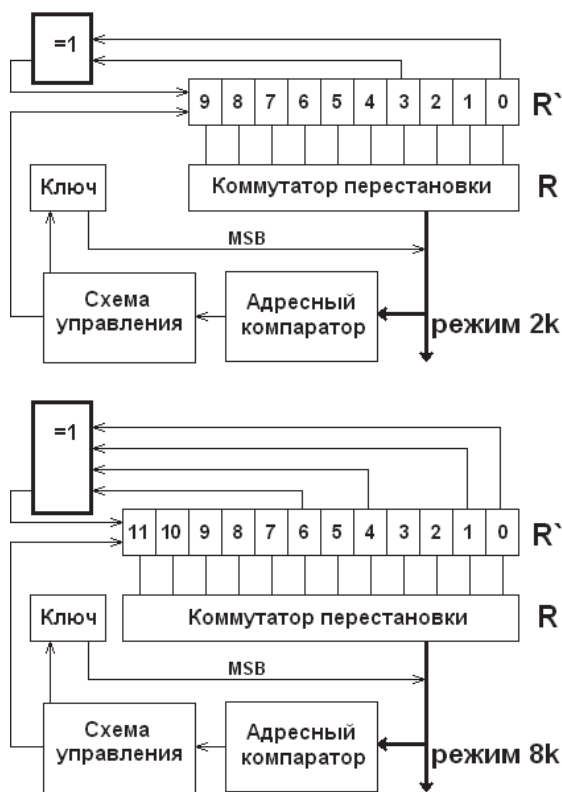 =1
9 8 7 6 5 4 3 2 1 0 R`
Ключ
Коммутатор перестановки R
MSB
Схема
управления
Адресный
компаратор
режим 2k
=1
11 10 9 8 7 6 5 4 3 2 1 0 R`
Ключ
Коммутатор перестановки R
MSB
Схема
управления
Адресный
компаратор
режим 8k